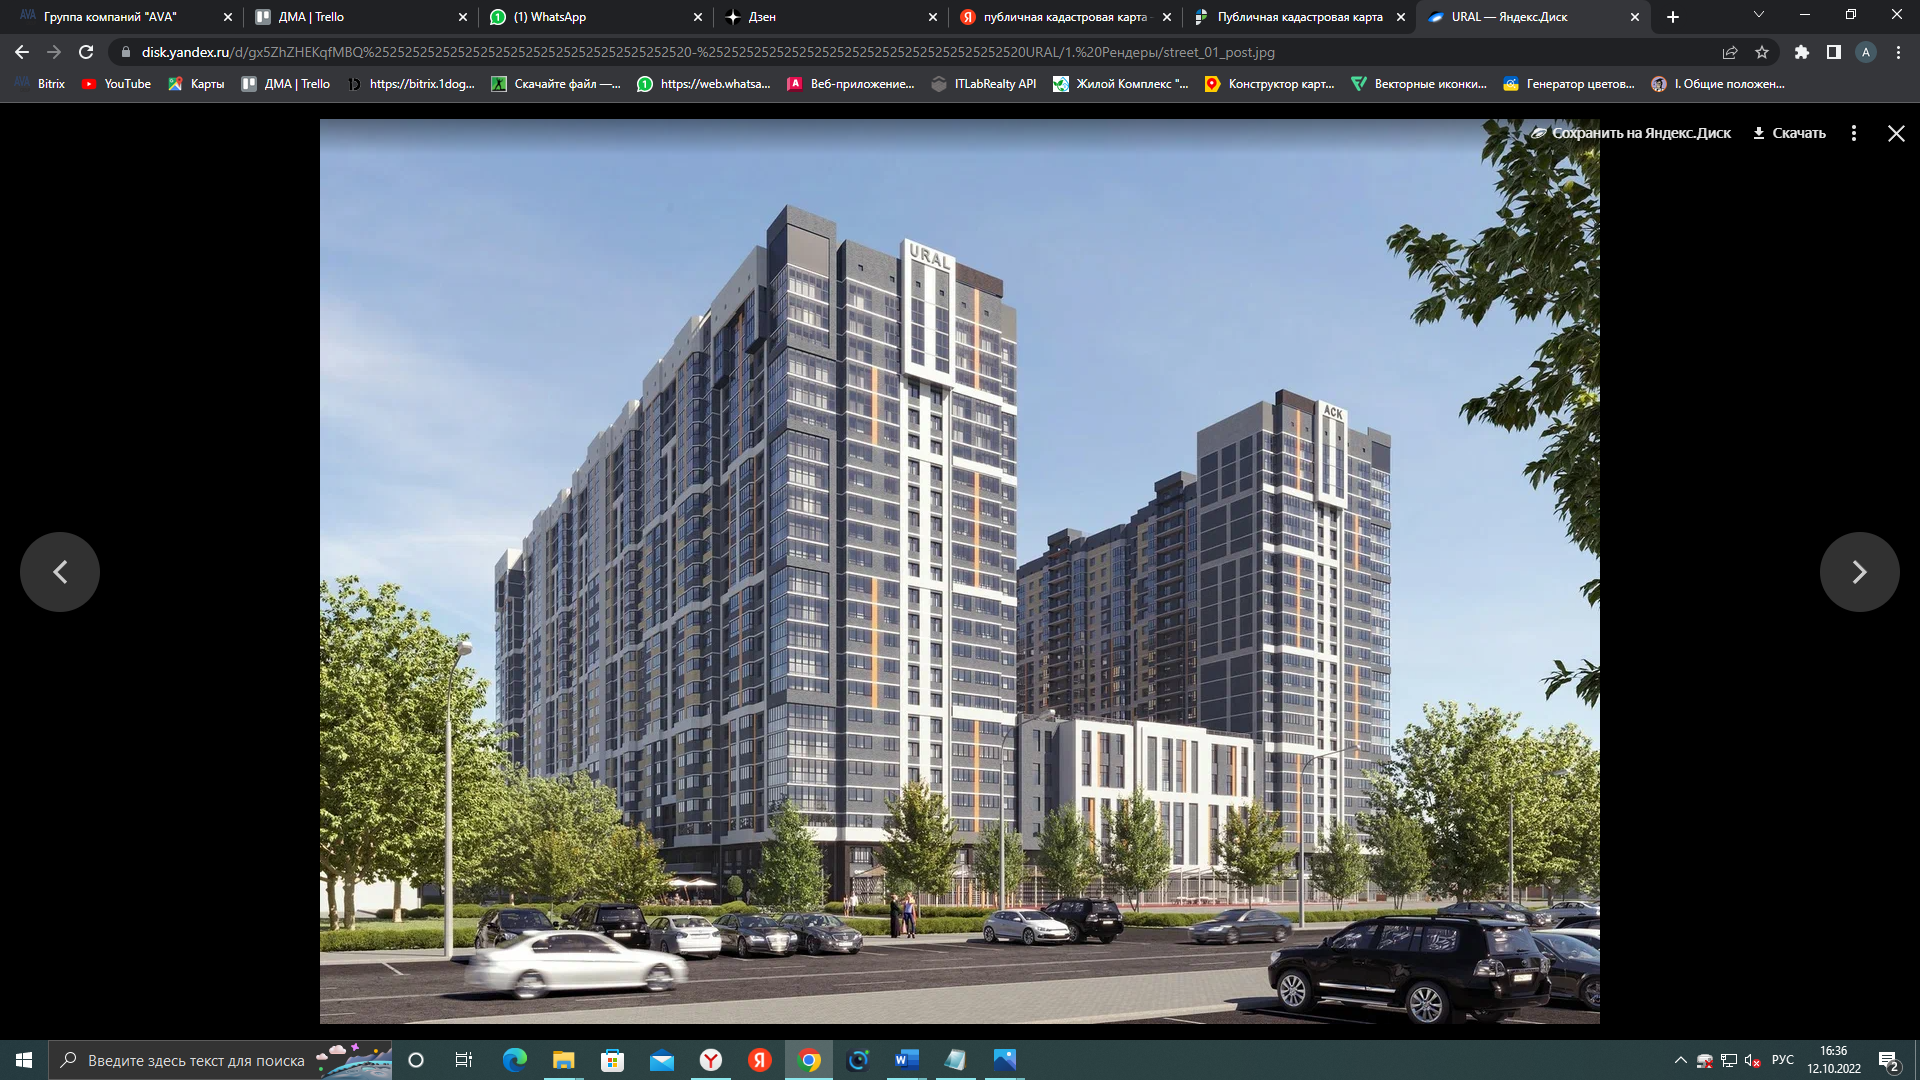 Группа компаний "AVA"
ДМА | Trello
(1) WhatsApp
Дзен
публичная кадастровая карта -
Публичная кадастровая карта
URAL — Яндекс.Диск
disk.yandex.ru/d/gx5ZhZHEKqfMBQ%25252525252525252525252525252525252525252520-%25252525252525252525252525252525252525252520URAL/1.%20Рендеры/street_01_post.jpg
A
Bitrix
YouTube
Карты
ДМА | Trello
https://bitrix.1dog...
Скачайте файл —...
https://web.whatsa...
Веб-приложение...
ITLabRealty API
Жилой Комплекс "...
Конструктор карт...
Векторные иконки...
Генератор цветов...
I. Общие положен...
Сохранить на Яндекс.Диск
Скачать
URAL
АСК
Введите здесь текст для поиска
РУС
16:36
12.10.2022
2